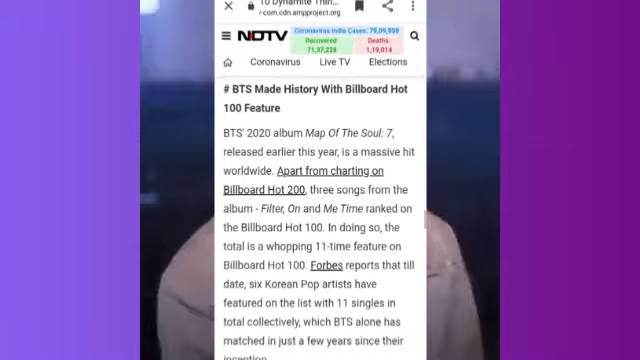 10 Dynamite Thin...
-com.cdn.ampproject.org
NDTV
Coronavirus India Cases: 79,09,959
Recovered: 71,37,228
Deaths: 1,19,014
Coronavirus Live TV Elections
# BTS Made History With Billboard Hot
100 Feature
BTS' 2020 album Map Of The Soul: 7,
released earlier this year, is a massive hit
worldwide. Apart from charting on
Billboard Hot 200, three songs from the
album - Filter, On and Me Time ranked on
the Billboard Hot 100. In doing so, the
total is a whopping 11-time feature on
Billboard Hot 100. Forbes reports that till
date, six Korean Pop artists have
featured on the list with 11 singles in
total collectively, which BTS alone has
matched in just a few years since their
inception